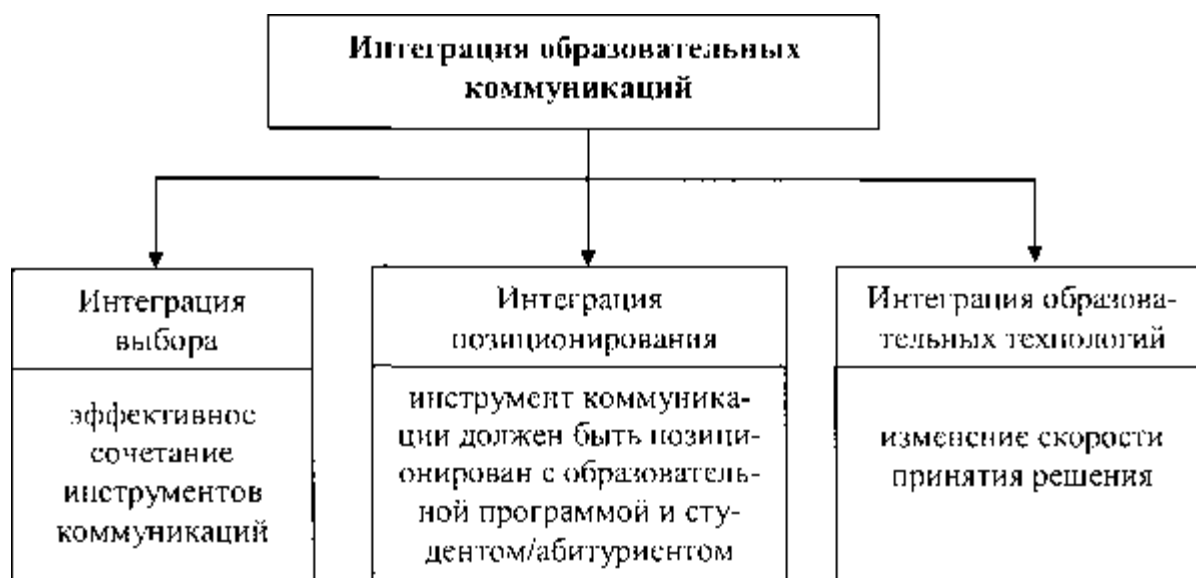 Интеграция образовательных
коммуникаций
Интеграция
выбора
эффективное
сочетание
инструментов
коммуникаций
Интеграция
позиционирования
инструмент коммуника-
ции должен быть позици-
онирован с образователь-
ной программой и сту-
дентом/абитуриентом
Интеграция образова-
тельных технологий
изменение скорости
принятия решения